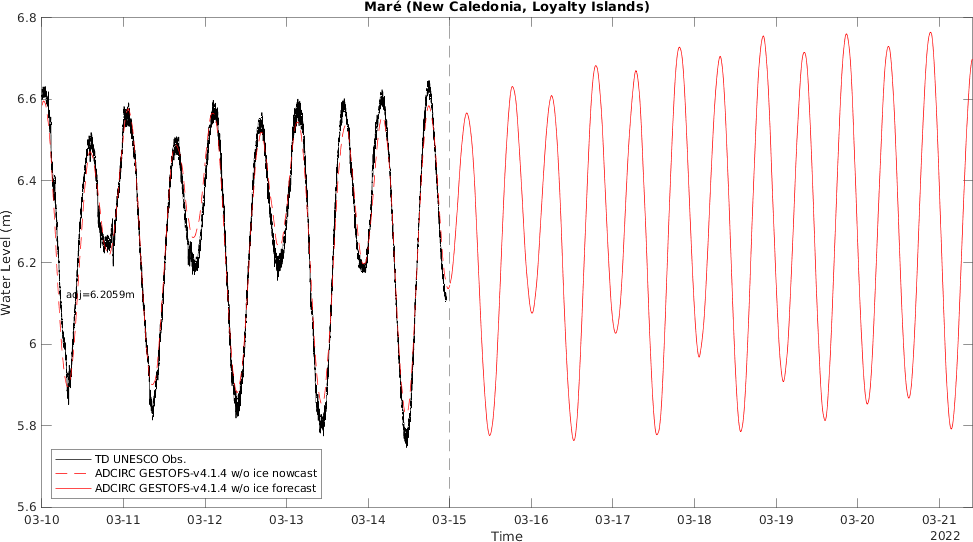 Maré (New Caledonia, Loyalty Islands)
Water Level (m)
6.8
6.6
6.4
6.2
6
5.8
5.6
adj=6.2059m
TD UNESCO Obs.
ADCIRC GESTOFS-v4.1.4 w/o ice nowcast
ADCIRC GESTOFS-v4.1.4 w/o ice forecast
03-10 03-11 03-12 03-13 03-14 03-15 03-16 03-17 03-18 03-19 03-20 03-21
Time
2022